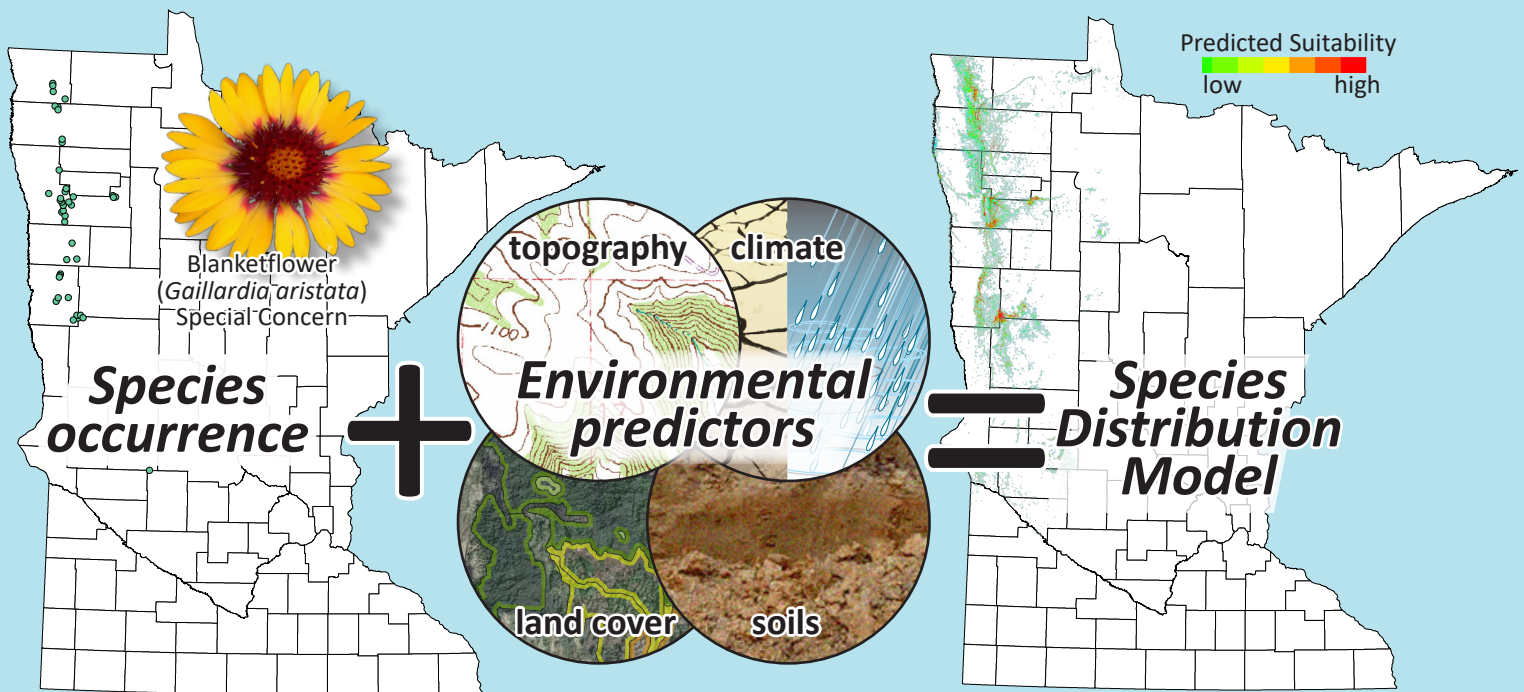 Blanketflower
(Gaillardia aristata)
Special Concern
Species
occurrence
topography
climate
1100
Environmental
predictors
land cover
soils
Predicted Suitability
low
high
Species
Distribution
Model